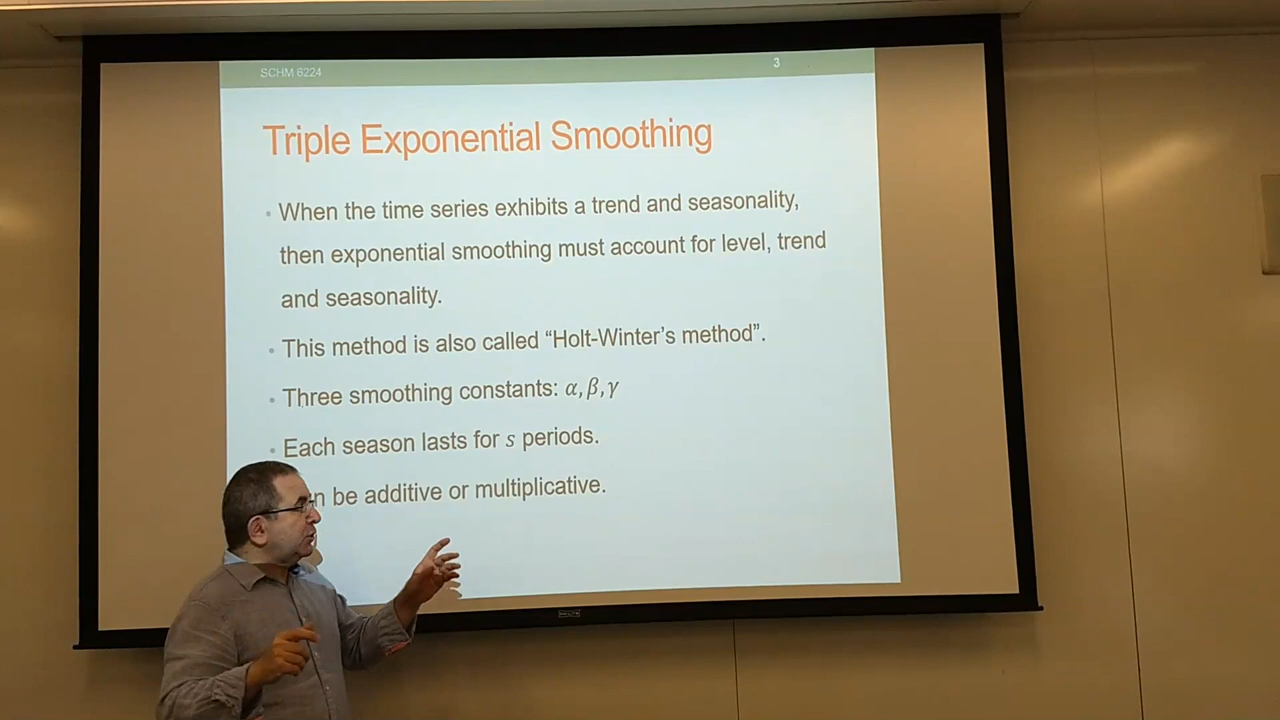 SCHM 6224
3
Triple Exponential Smoothing
When the time series exhibits a trend and seasonality,
then exponential smoothing must account for level, trend
and seasonality.
This method is also called “Holt-Winter’s method”.
Three smoothing constants: α, β, γ
Each season lasts for s periods.
be additive or multiplicative.